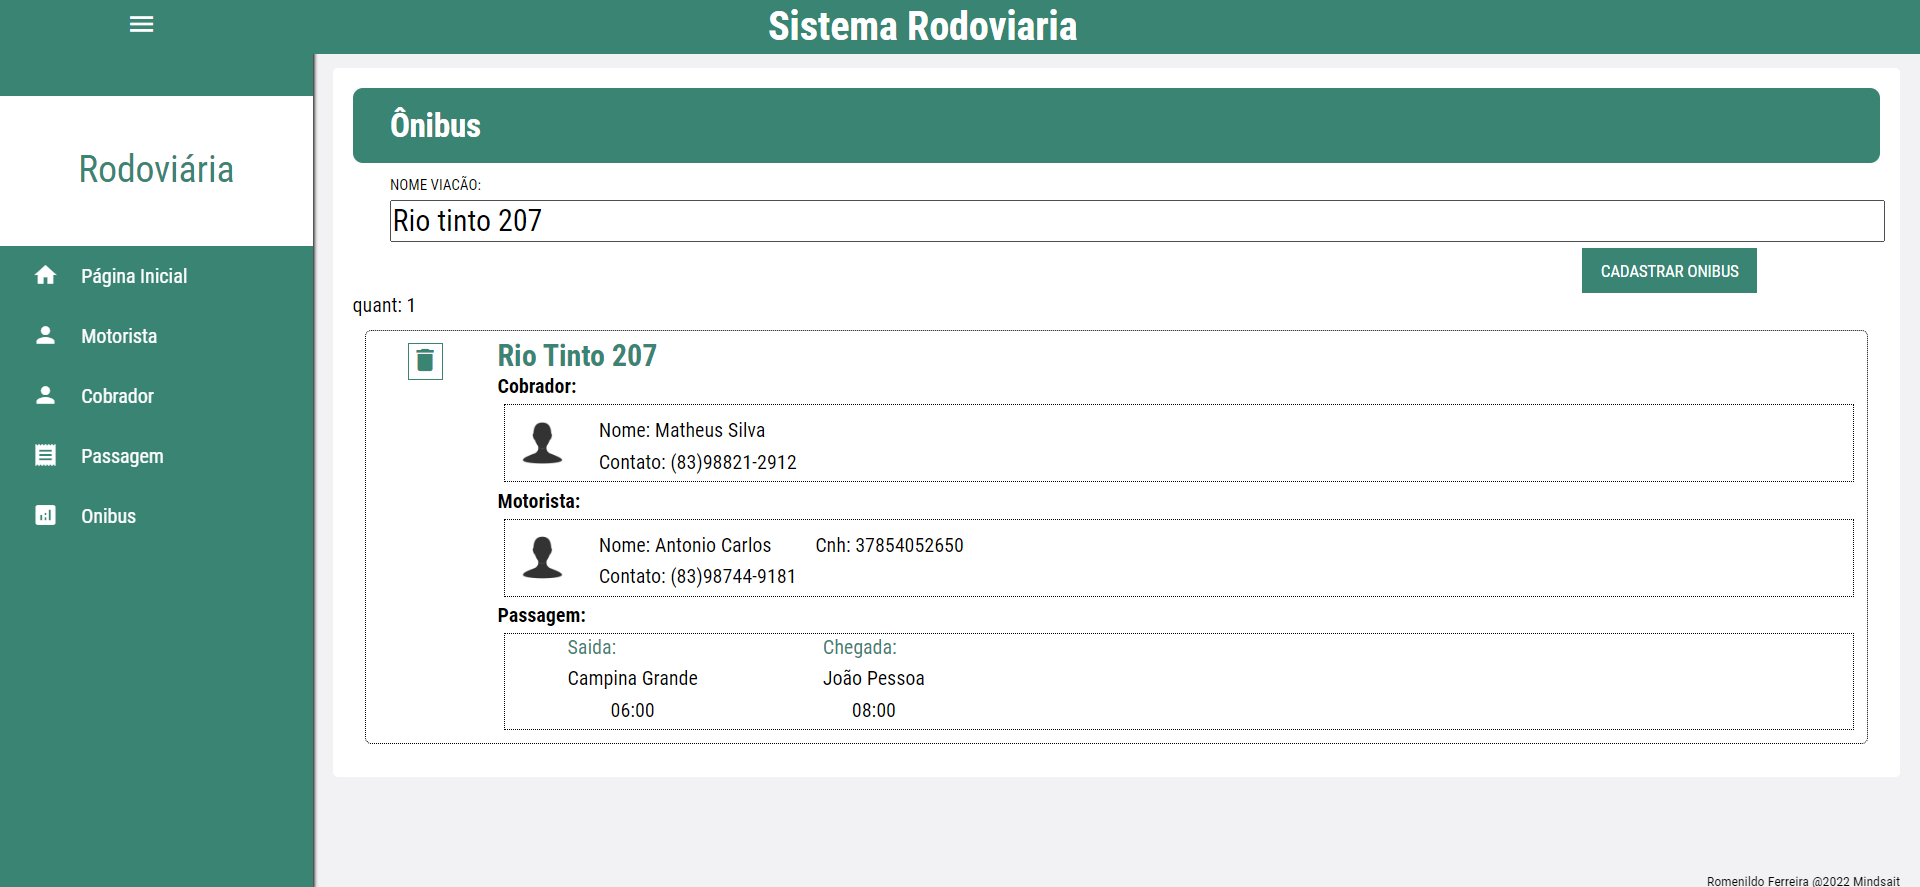 Sistema Rodoviaria
Rodoviária
Página Inicial
Motorista
Cobrador
Passagem
Onibus
Ônibus
NOME VIACÃO:
Rio tinto 207
CADASTRAR ONIBUS
quant: 1
Rio Tinto 207
Cobrador:
Nome: Matheus Silva
Contato: (83)98821-2912
Motorista:
Nome: Antonio Carlos Cnh: 37854052650
Contato: (83)98744-9181
Passagem:
Saida: Chegada:
Campina Grande João Pessoa
06:00 08:00
Romenildo Ferreira @2022 Mindsait